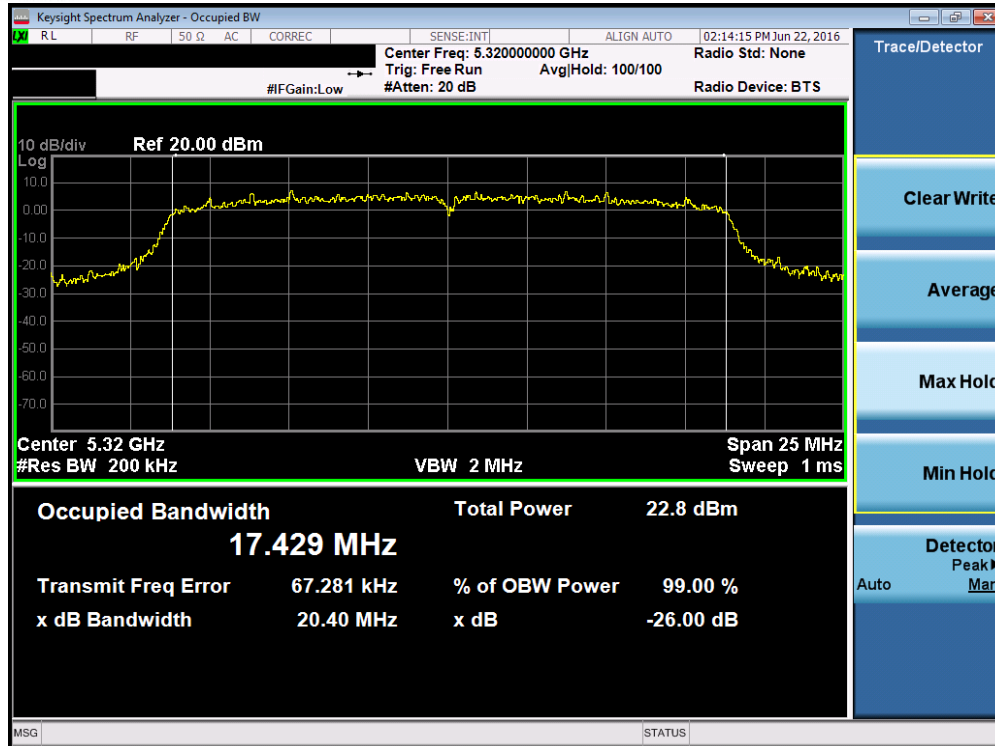 Keysight Spectrum Analyzer - Occupied BW
LXI RL RF 50 Ω AC CORREC SENSE:INT ALIGN AUTO 02:14:15 PM Jun 22, 2016
Center Freq: 5.320000000 GHz Radio Std: None
Trig: Free Run Avg|Hold: 100/100
#IFGain:Low #Atten: 20 dB Radio Device: BTS
Trace/Detector
10 dB/div Ref 20.00 dBm
Log
10.0
0.00
-10.0
-20.0
-30.0
-40.0
-50.0
-60.0
-70.0
Center 5.32 GHz Span 25 MHz
#Res BW 200 kHz VBW 2 MHz Sweep 1 ms
Occupied Bandwidth Total Power 22.8 dBm
17.429 MHz
Transmit Freq Error 67.281 kHz % of OBW Power 99.00 %
x dB Bandwidth 20.40 MHz x dB -26.00 dB
Clear Write
Average
Max Hold
Min Hold
Detector
Peak
Auto Man
MSG STATUS